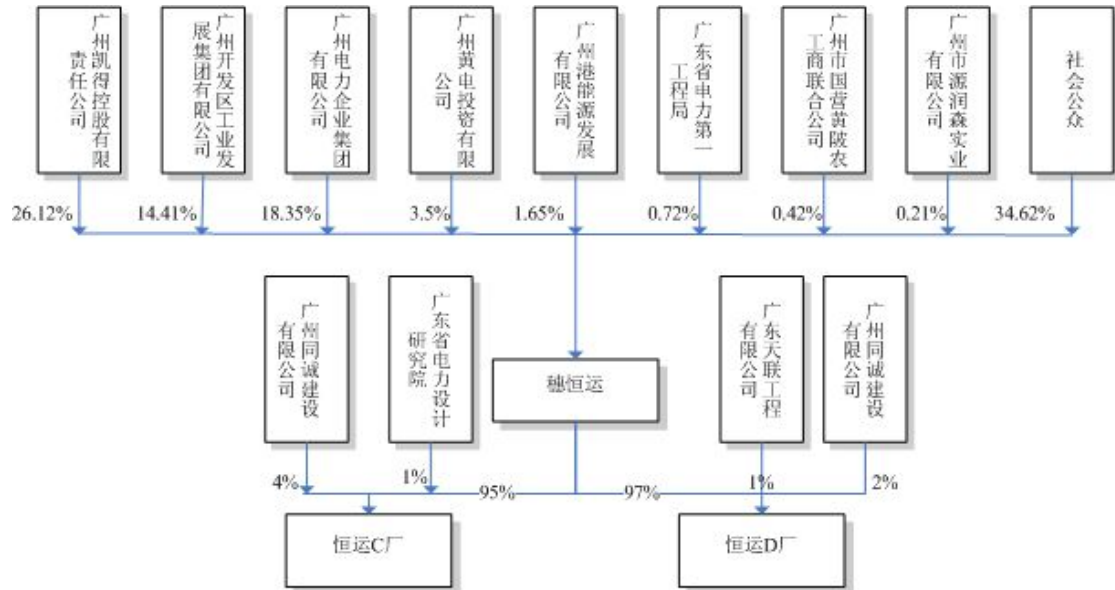 广州凯得控股有限
责任公司
广州开发区工业发
展集团有限公司
广州电力企业集团
有限公司
广州黄电投资有限
公司
广州港能源发展
有限公司
广东省电力第一
工程局
广州市国营黄陂农
工商联合公司
广州市源润森实业
有限公司
社会公众
26.12%
14.41%
18.35%
3.5%
1.65%
0.72%
0.42%
0.21%
34.62%
广州同诚建设
有限公司
广东省电力设计
研究院
穗恒运
广东天联工程
有限公司
广州同诚建设
有限公司
4%
1%
95%
97%
1%
2%
恒运C厂
恒运D厂